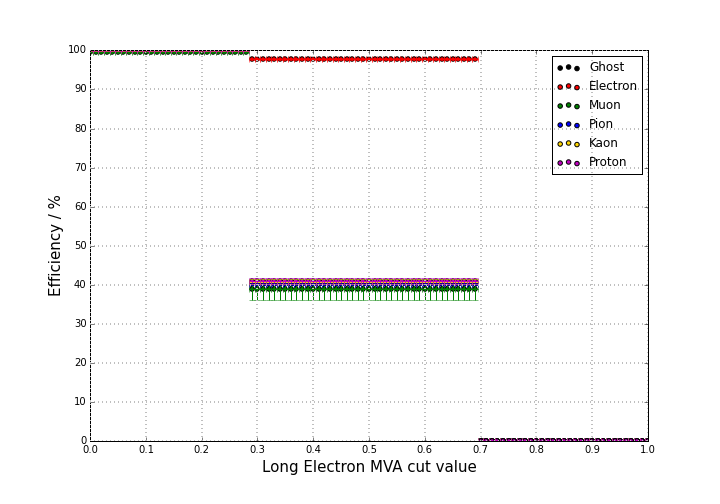 100
90
80
70
60
50
40
30
20
10
0
Efficiency / %
Ghost
Electron
Muon
Pion
Kaon
Proton
0.0 0.1 0.2 0.3 0.4 0.5 0.6 0.7 0.8 0.9 1.0
Long Electron MVA cut value